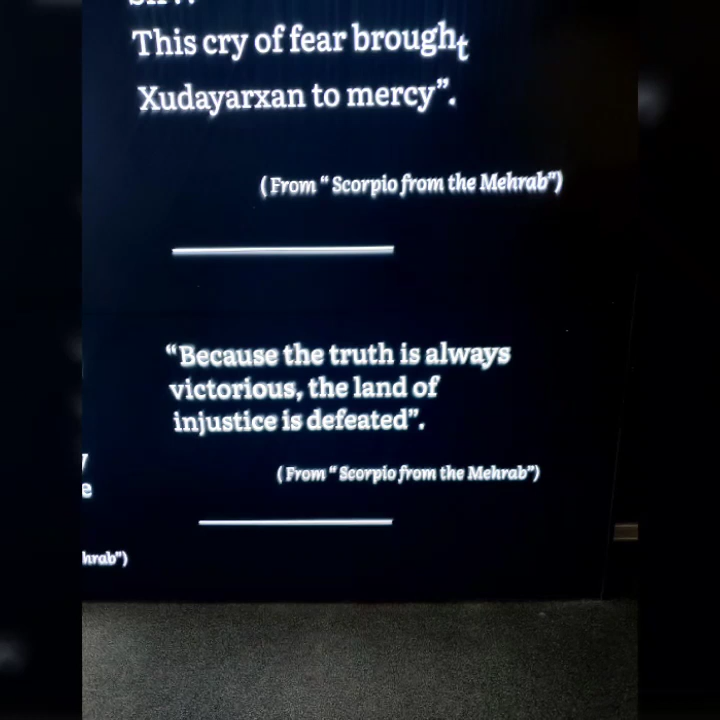 This cry of fear brought
Xudayarxan to mercy”.
( From “ Scorpio from the Mehrab”)
“Because the truth is always
victorious, the land of
injustice is defeated”.
( From “ Scorpio from the Mehrab”)